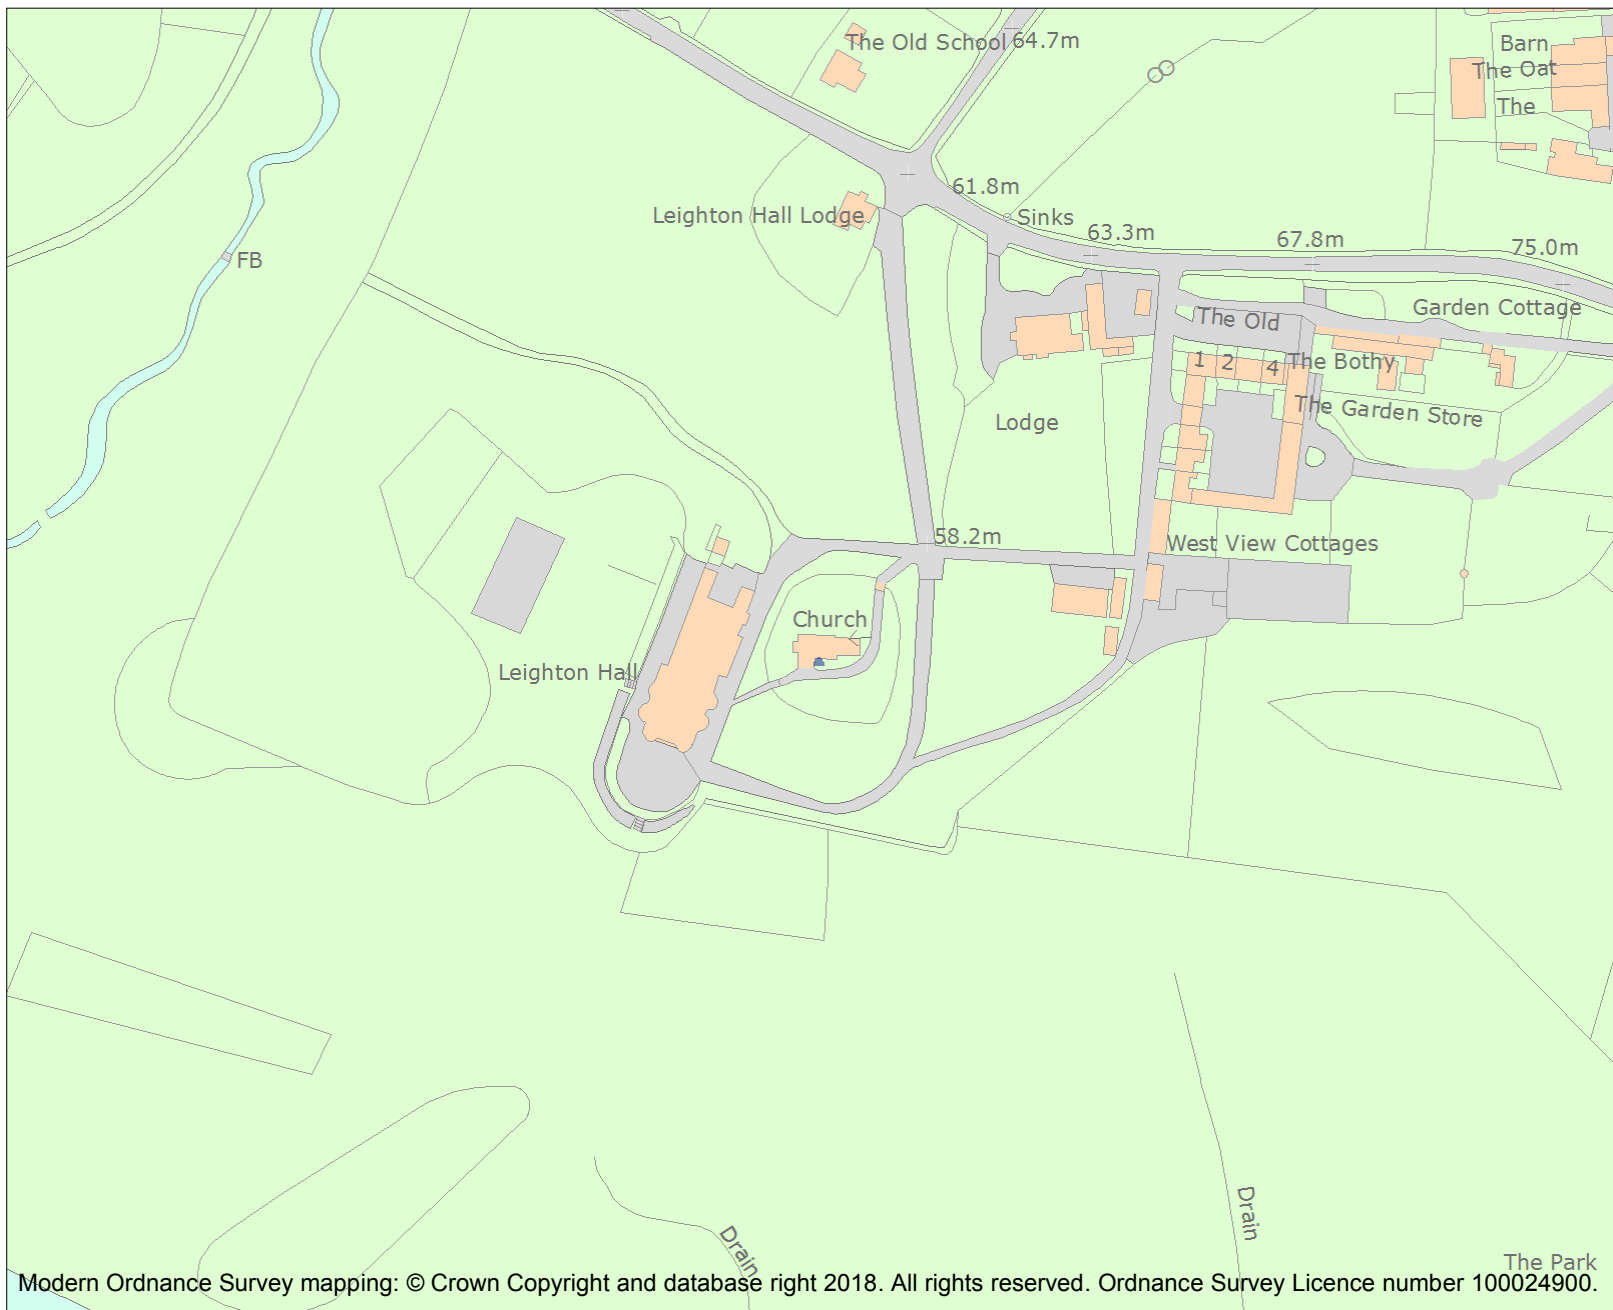 The Old School
64.7m
Barn
The Oat
The
61.8m
Leighton Hall Lodge
Sinks
63.3m
67.8m
75.0m
FB
Garden Cottage
The Old
1
2
4
The Bothy
The Garden Store
Lodge
58.2m
West View Cottages
Church
Leighton Hall
Drain
Drain
The Park
Modern Ordnance Survey mapping: © Crown Copyright and database right 2018. All rights reserved. Ordnance Survey Licence number 100024900.